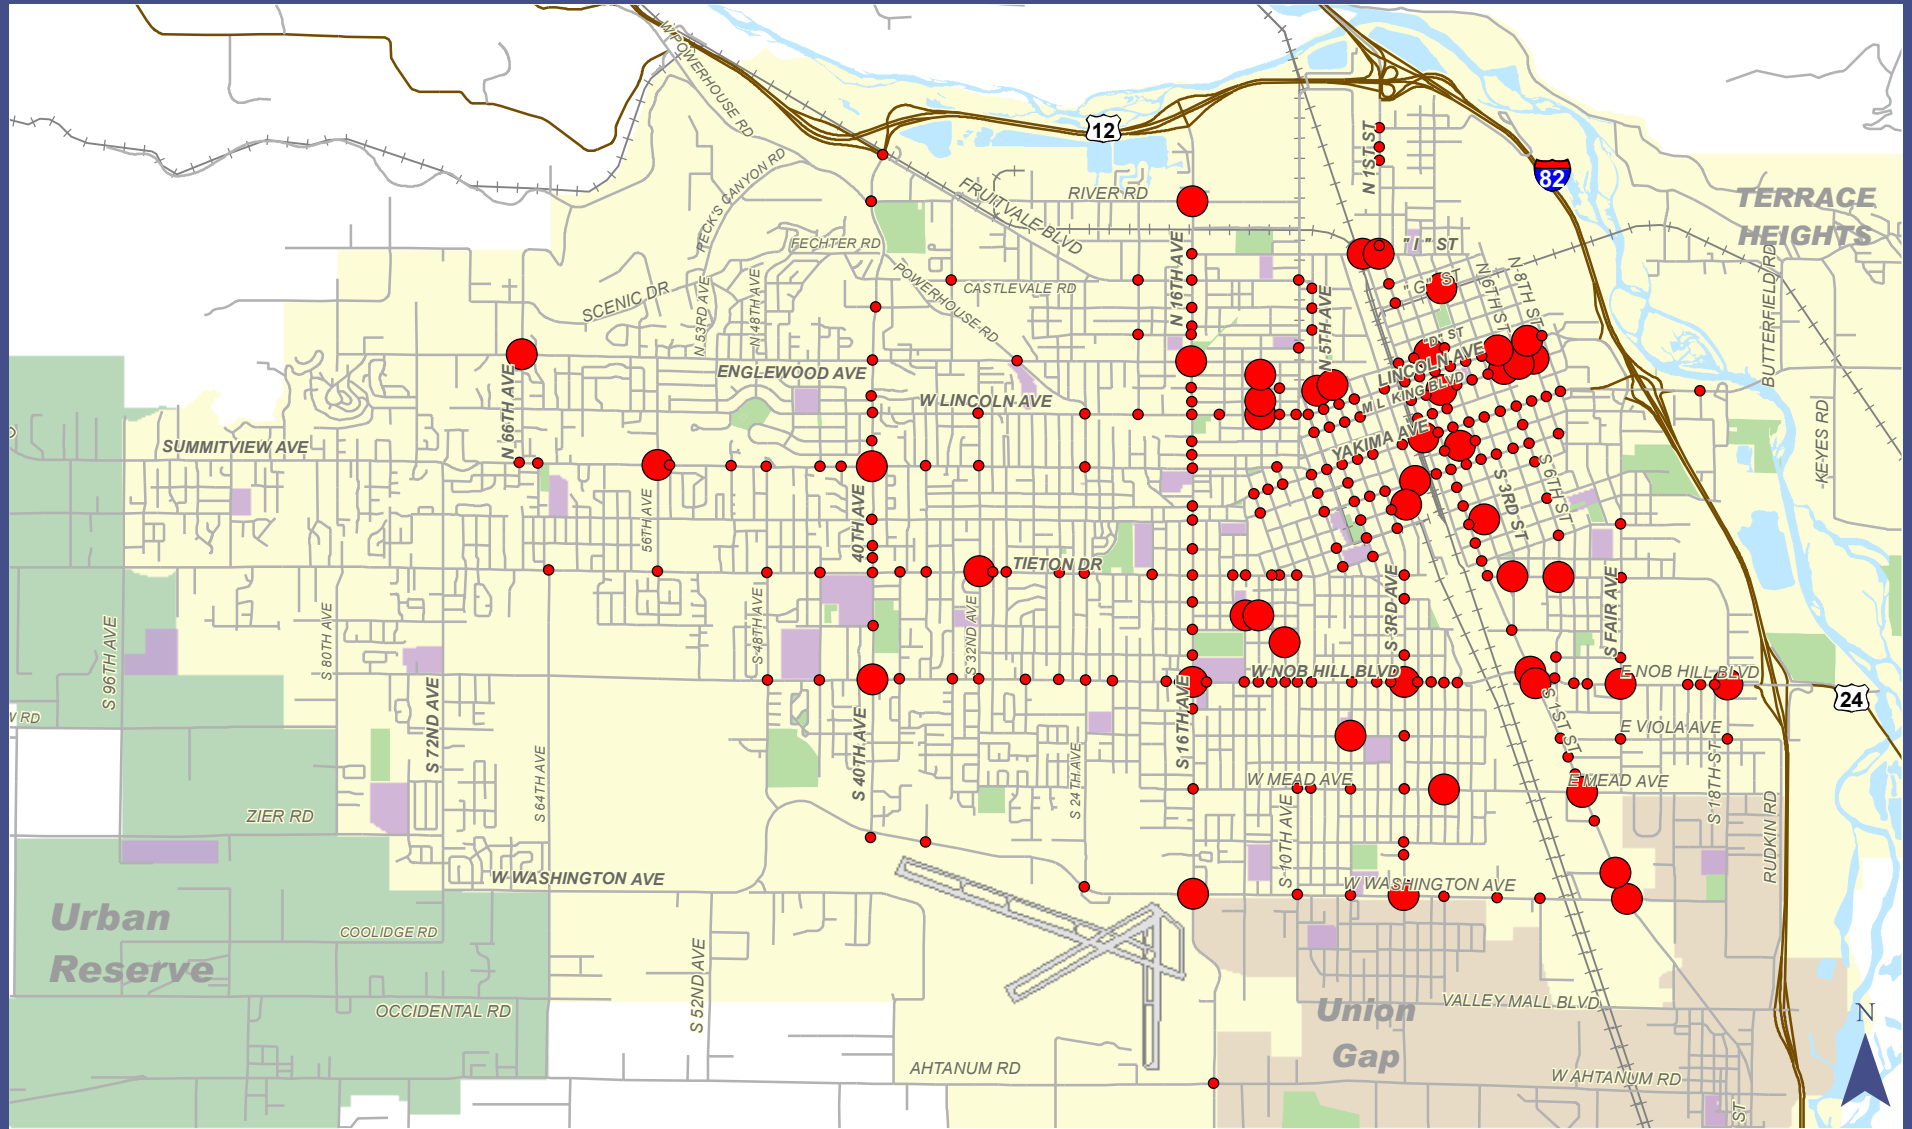 W POWERHOUSE RD
12
N 1ST ST
82
PECK'S CANYON RD
FRUITVALE BLVD
RIVER RD
TERRACE
HEIGHTS
FECHTER RD
N 16TH AVE
" I " ST
POWERHOUSE RD
CASTLEVALE RD
"G" ST
N 6TH ST
N 8TH ST
BUTTERFIELD RD
SCENIC DR
N 53RD AVE
N 48TH AVE
N 5TH AVE
"D" ST
LINCOLN AVE
ENGLEWOOD AVE
N 66TH AVE
W LINCOLN AVE
M L KING BLVD
SUMMITVIEW AVE
YAKIMA AVE
KEYES RD
56TH AVE
40TH AVE
S 3RD ST
S 6TH ST
TIETON DR
S 3RD AVE
S FAIR AVE
S 96TH AVE
S 80TH AVE
S 48TH AVE
S 32ND AVE
W NOB HILL BLVD
E NOB HILL BLVD
24
W RD
S 72ND AVE
S 40TH AVE
S 16TH AVE
S 1ST ST
E VIOLA AVE
S 64TH AVE
S 24TH AVE
W MEAD AVE
E MEAD AVE
S 18TH ST
ZIER RD
S 10TH AVE
RUDKIN RD
W WASHINGTON AVE
W WASHINGTON AVE
Urban
Reserve
COOLIDGE RD
S 52ND AVE
OCCIDENTAL RD
VALLEY MALL BLVD
Union
Gap
N
AHTANUM RD
W AHTANUM RD
ST